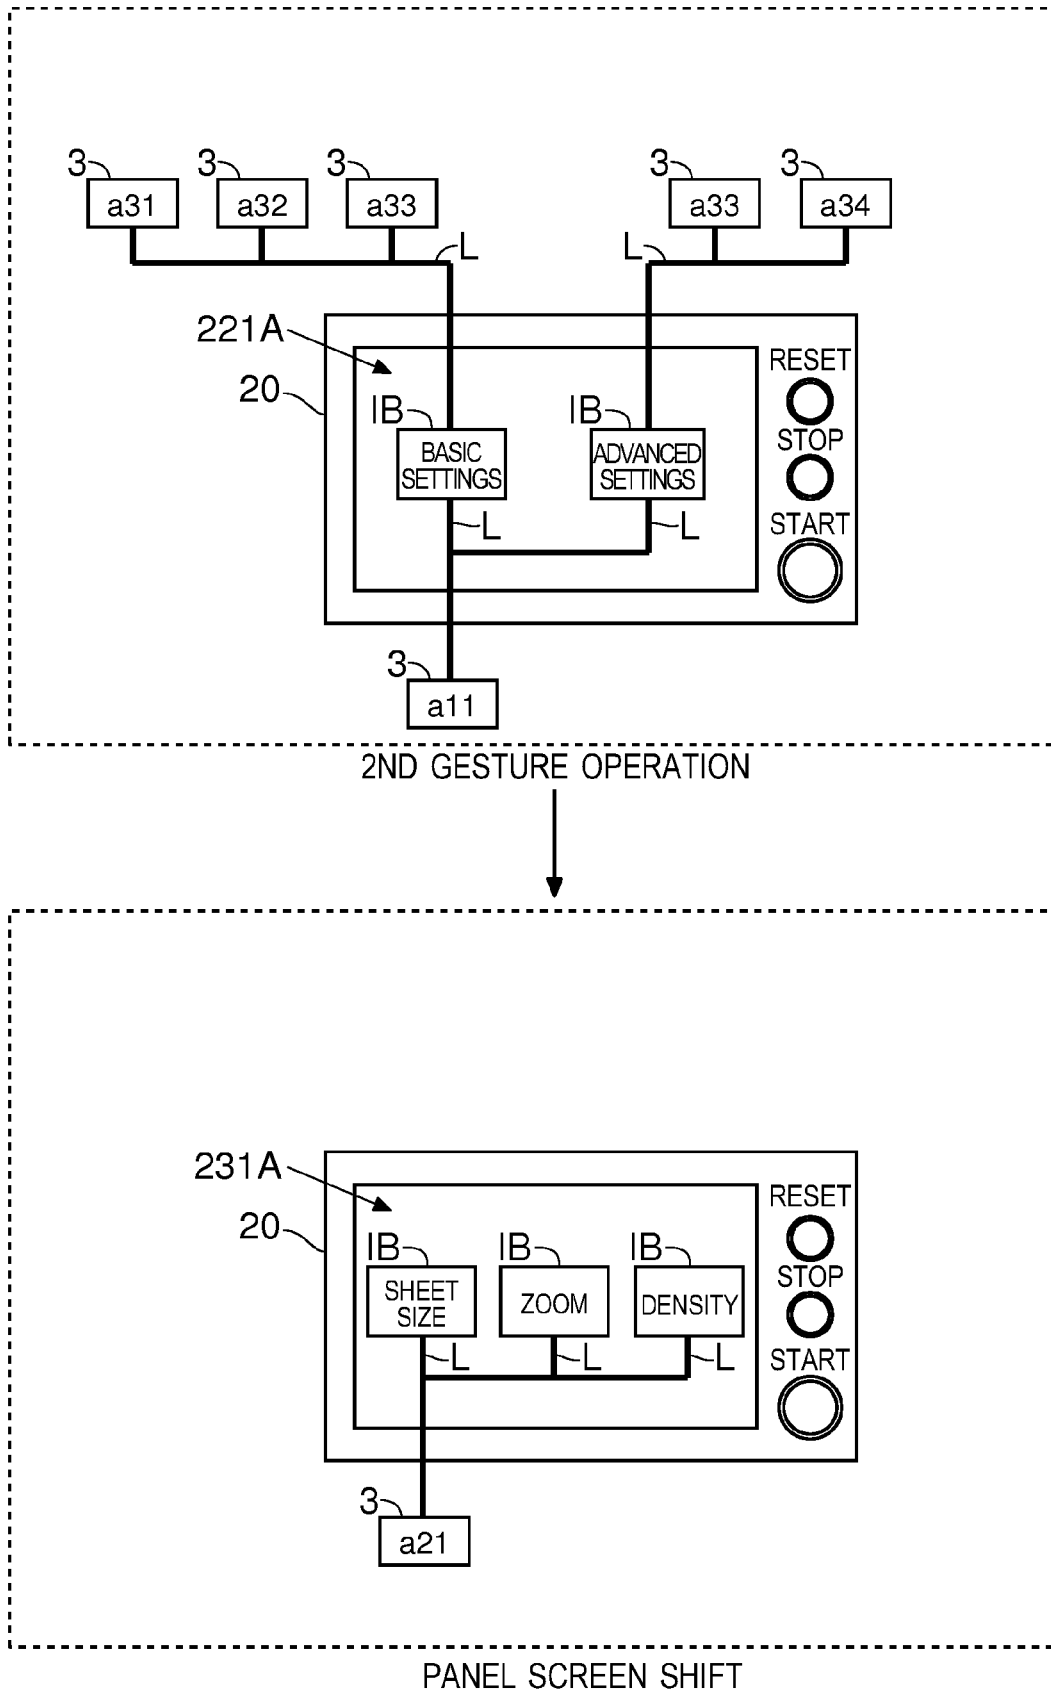 3 3 3 3 3
a31 a32 a33 a33 a34
L L
221A
RESET
20
IB IB
STOP
BASIC
SETTINGS
ADVANCED
SETTINGS
START
L L
3
a11
2ND GESTURE OPERATION
231A
RESET
20
IB IB IB
STOP
SHEET
SIZE
ZOOM
DENSITY
L L L
START
3
a21
PANEL SCREEN SHIFT